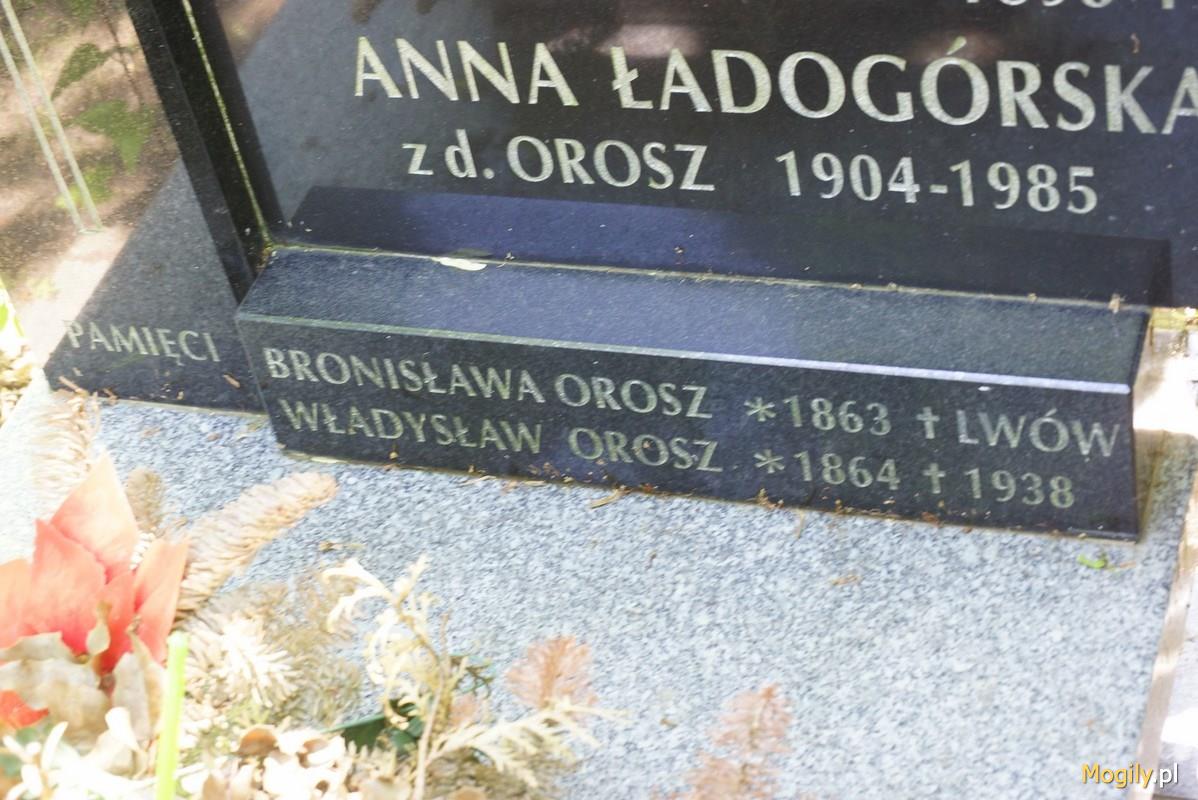 ANNA ŁADOGÓRSKA
z d. OROSZ 1904-1985
PAMIĘCI
BRONISŁAWA OROSZ *1863 † LWÓW
WŁADYSŁAW OROSZ *1864 † 1938
Mogily.pl